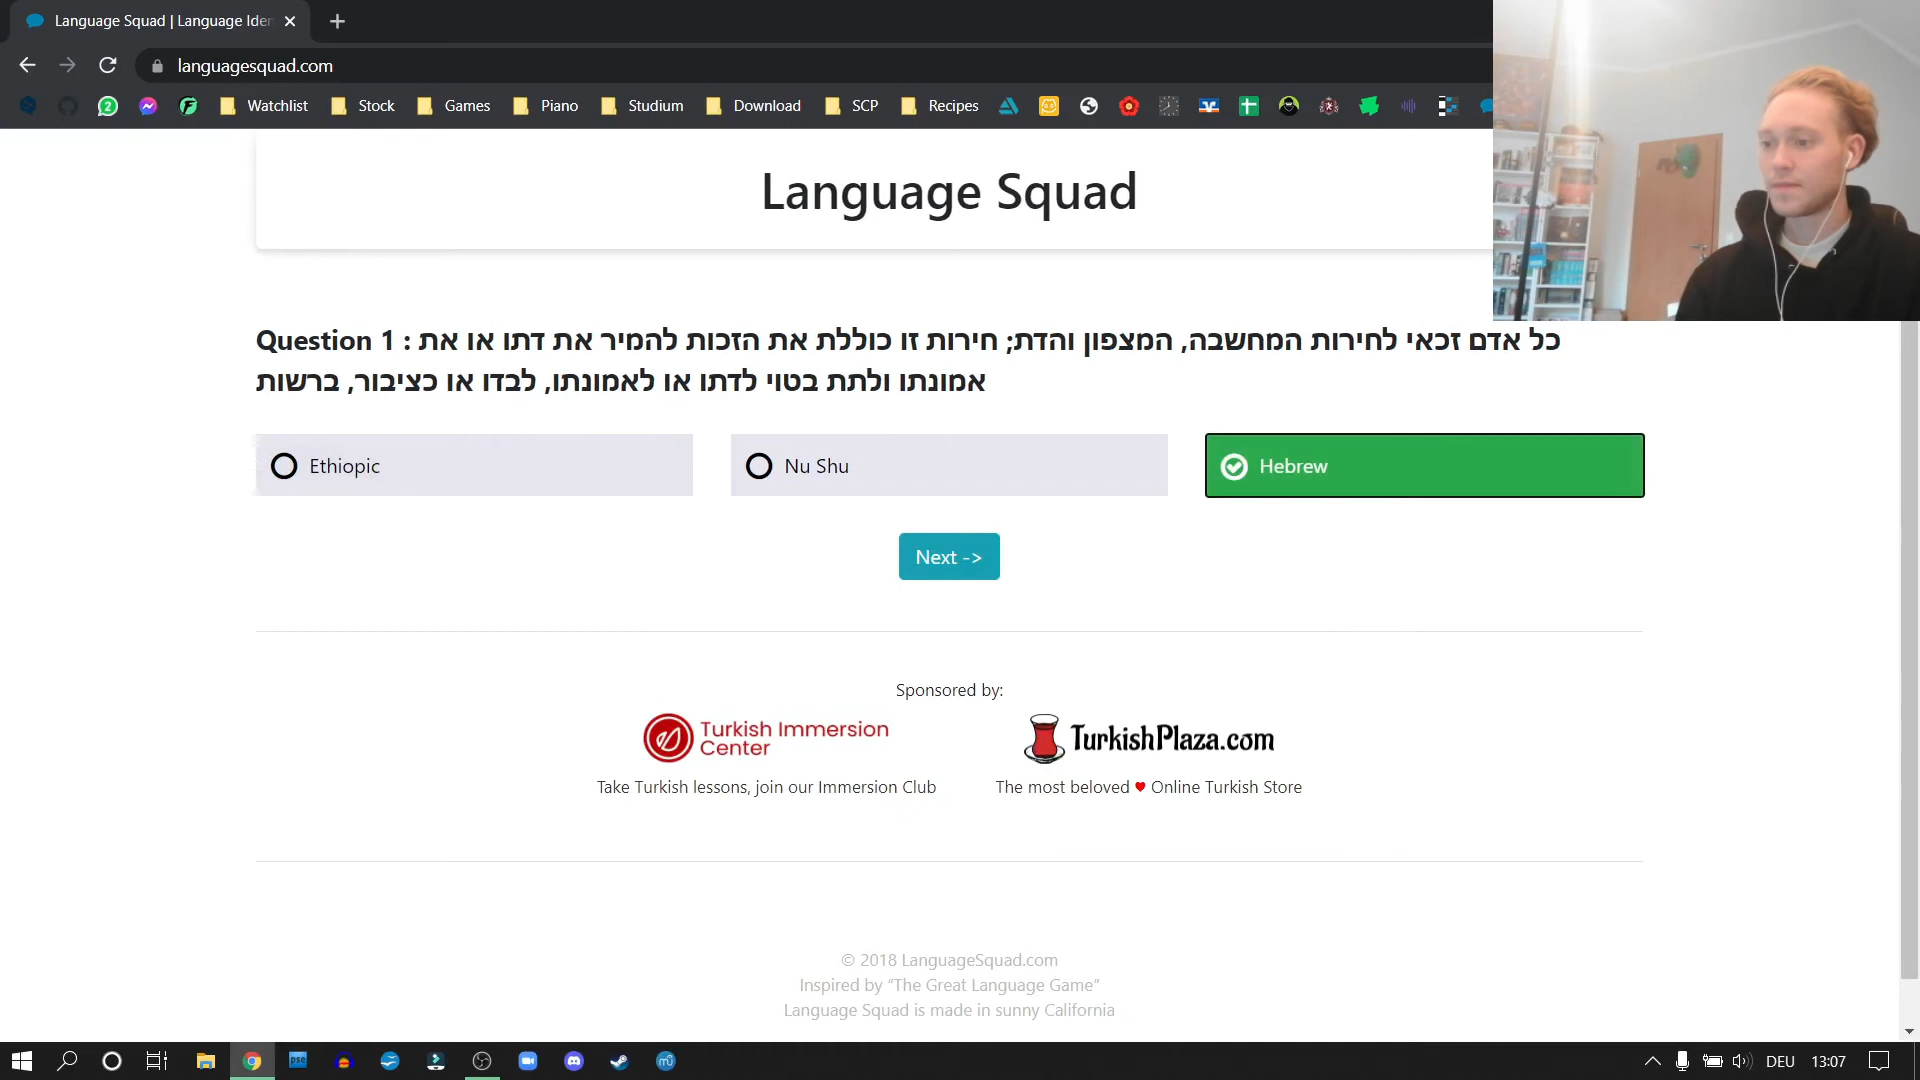 Language Squad | Language Iden
languagesquad.com
Watchlist
Stock
Games
Piano
Studium
Download
SCP
Recipes
Language Squad
Question 1 : כל אדם זכאי לחירות המחשבה, המצפון והדת; חירות זו כוללת את הזכות להמיר את דתו או את
אמונתו ולתת בטוי לדתו או לאמונתו, לבדו או כציבור, ברשות
Ethiopic
Nu Shu
Hebrew
Next ->
Sponsored by:
Turkish Immersion
Center
TurkishPlaza.com
Take Turkish lessons, join our Immersion Club
The most beloved ♥ Online Turkish Store
© 2018 LanguageSquad.com
Inspired by “The Great Language Game”
Language Squad is made in sunny California
DEU
13:07